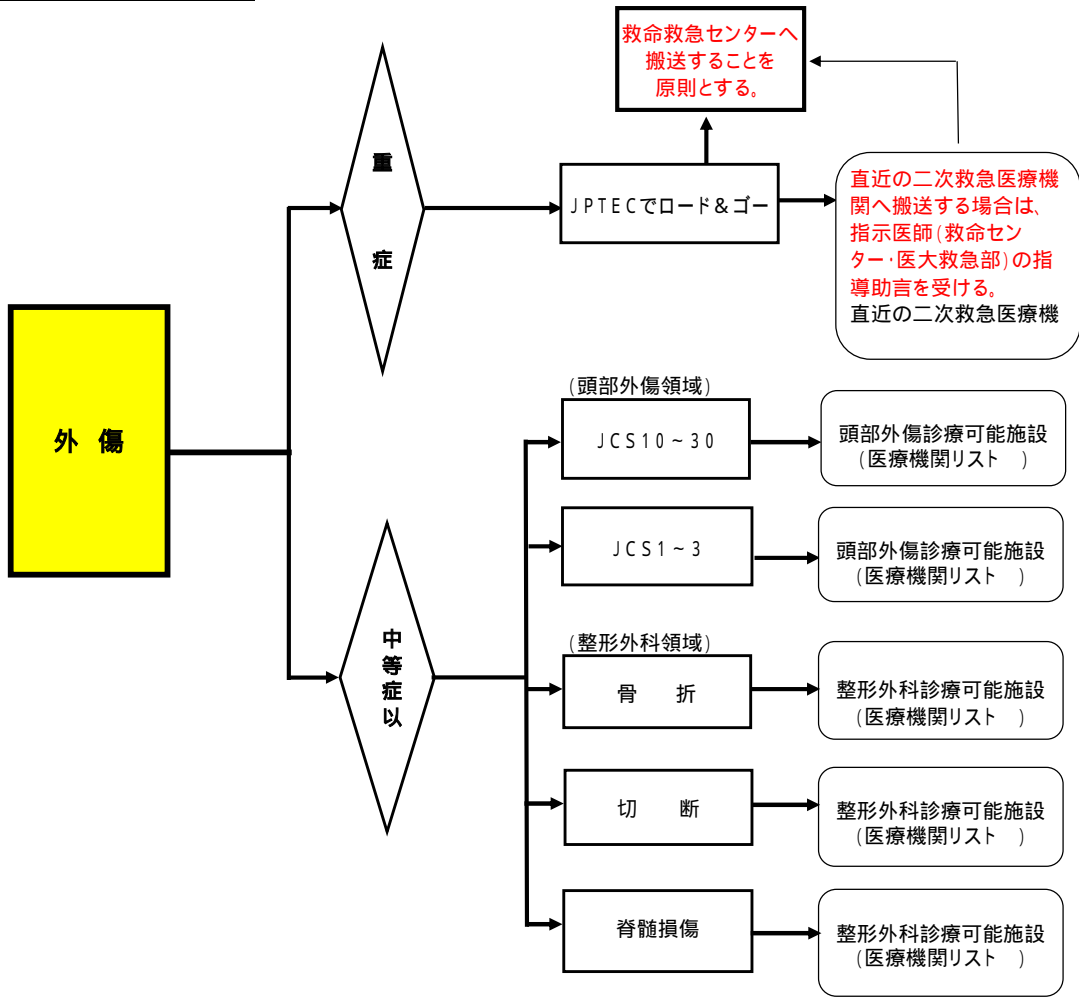 救命救急センターへ
搬送することを
原則とする。
重
症
JPTECでロード&ゴー
直近の二次救急医療機
関へ搬送する場合は、
指示医師(救命セン
ター・医大救急部)の指
導助言を受ける。
直近の二次救急医療機
外 傷
(頭部外傷領域)
JCS10~30
頭部外傷診療可能施設
(医療機関リスト )
JCS1~3
頭部外傷診療可能施設
(医療機関リスト )
中
等
症
以
(整形外科領域)
骨 折
整形外科診療可能施設
(医療機関リスト )
切 断
整形外科診療可能施設
(医療機関リスト )
脊髄損傷
整形外科診療可能施設
(医療機関リスト )